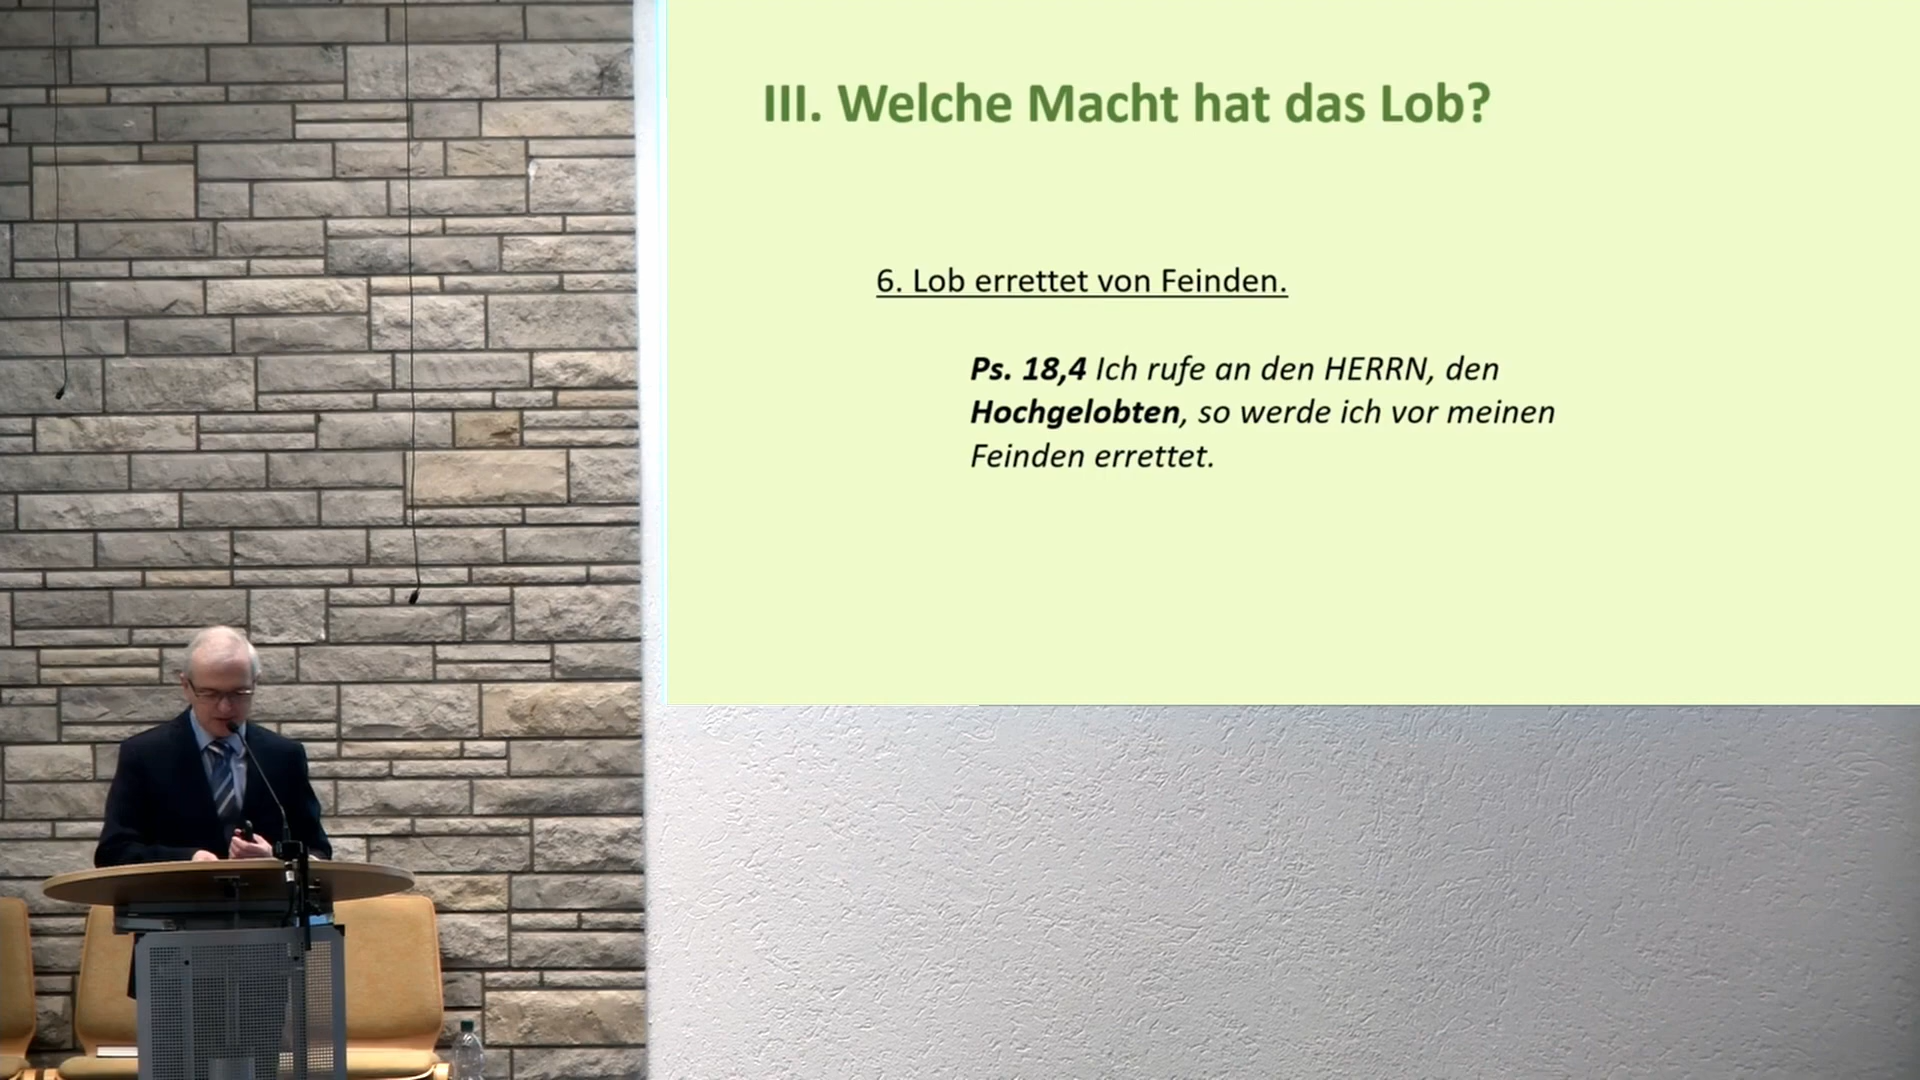 III. Welche Macht hat das Lob?
6. Lob errettet von Feinden.
Ps. 18,4 Ich rufe an den HERRN, den
Hochgelobten, so werde ich vor meinen
Feinden errettet.